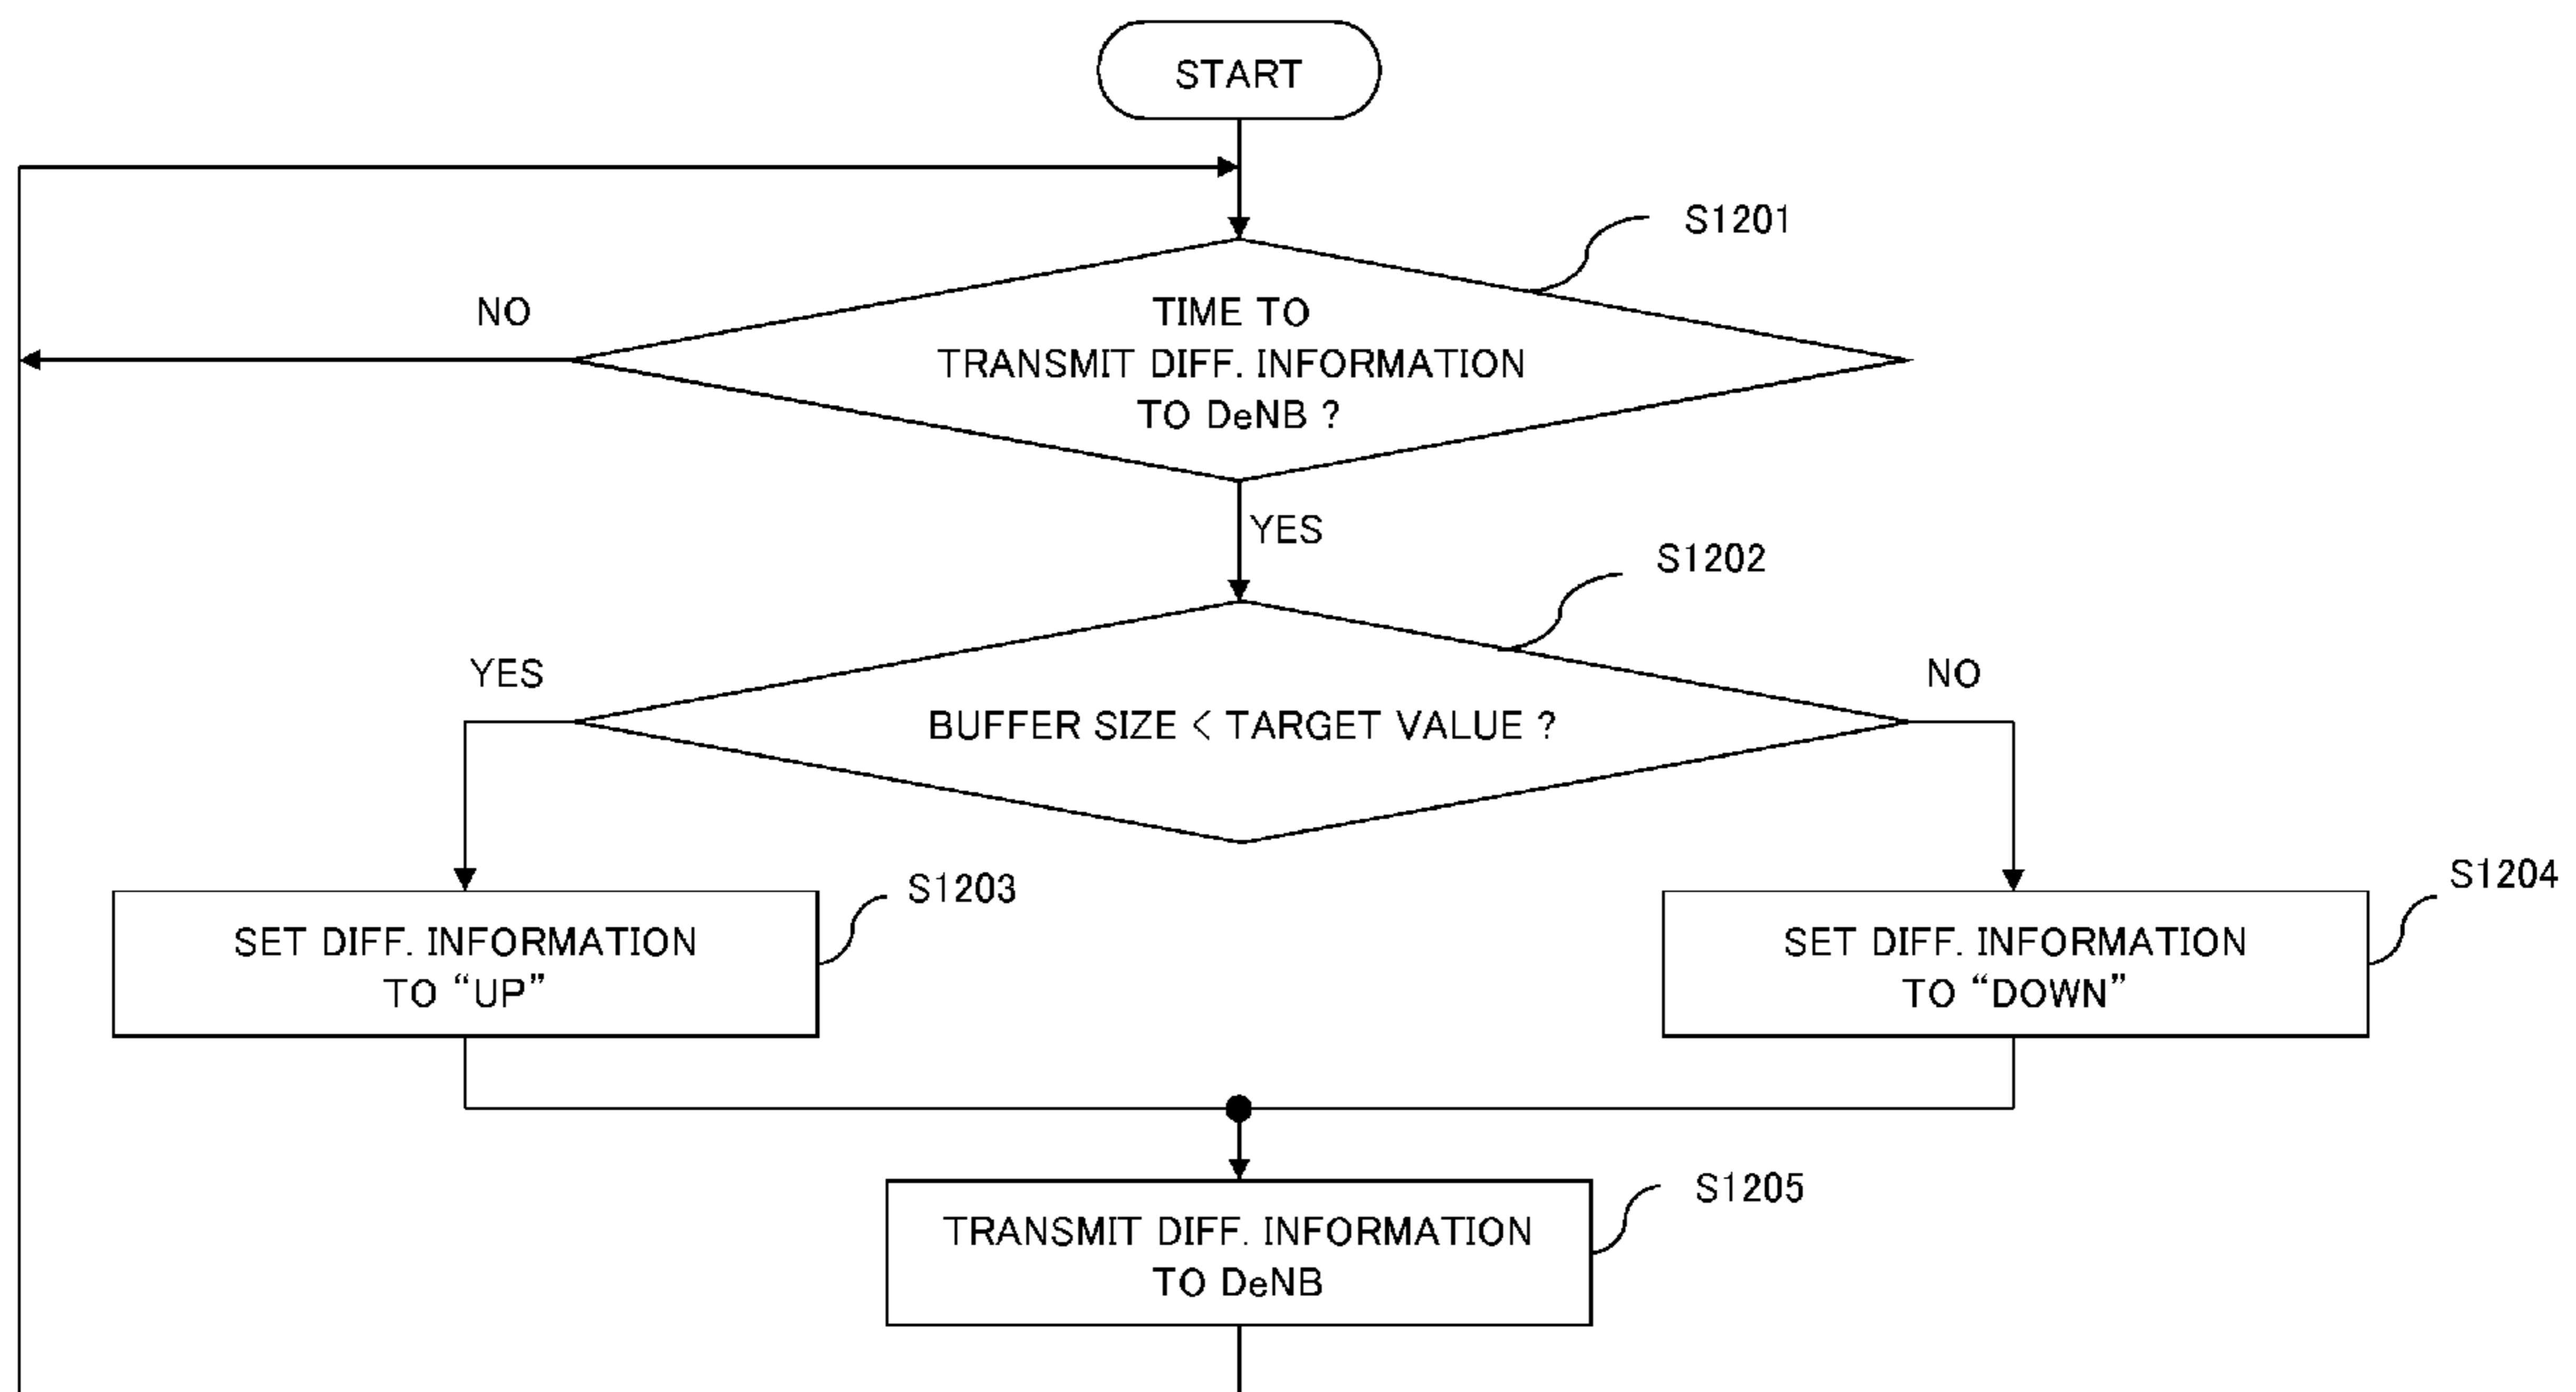 START
S1201
NO
TIME TO
TRANSMIT DIFF. INFORMATION
TO DeNB ?
YES
S1202
YES
NO
BUFFER SIZE < TARGET VALUE ?
S1203
S1204
SET DIFF. INFORMATION
TO “UP”
SET DIFF. INFORMATION
TO “DOWN”
S1205
TRANSMIT DIFF. INFORMATION
TO DeNB